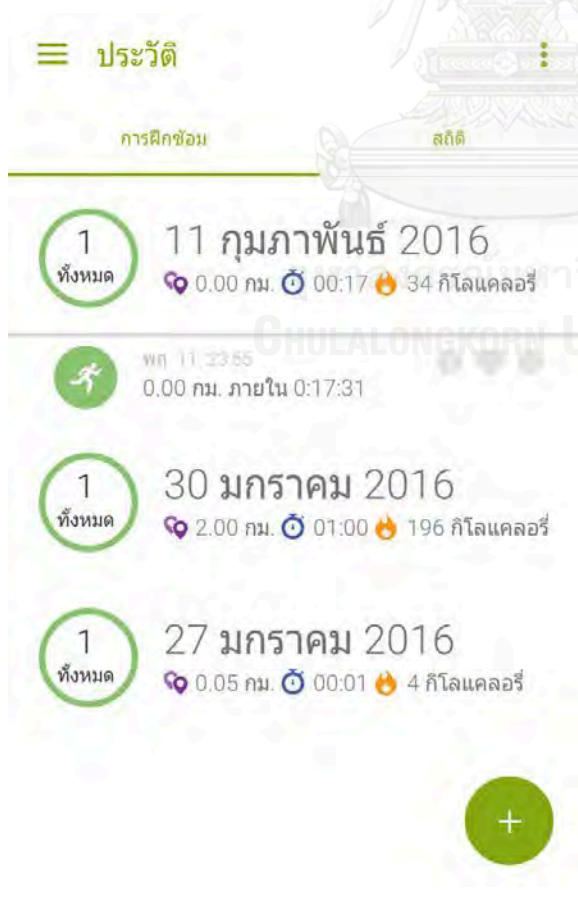 ประวัติ
การฝึกซ้อม สถิติ
1 ทั้งหมด
11 กุมภาพันธ์ 2016
0.00 กม. 00:17 34 กิโลแคลอรี่
CHULALONGKORN U
พฤ 11 23:55
0.00 กม. ภายใน 0:17:31
1 ทั้งหมด
30 มกราคม 2016
2.00 กม. 01:00 196 กิโลแคลอรี่
1 ทั้งหมด
27 มกราคม 2016
0.05 กม. 00:01 4 กิโลแคลอรี่